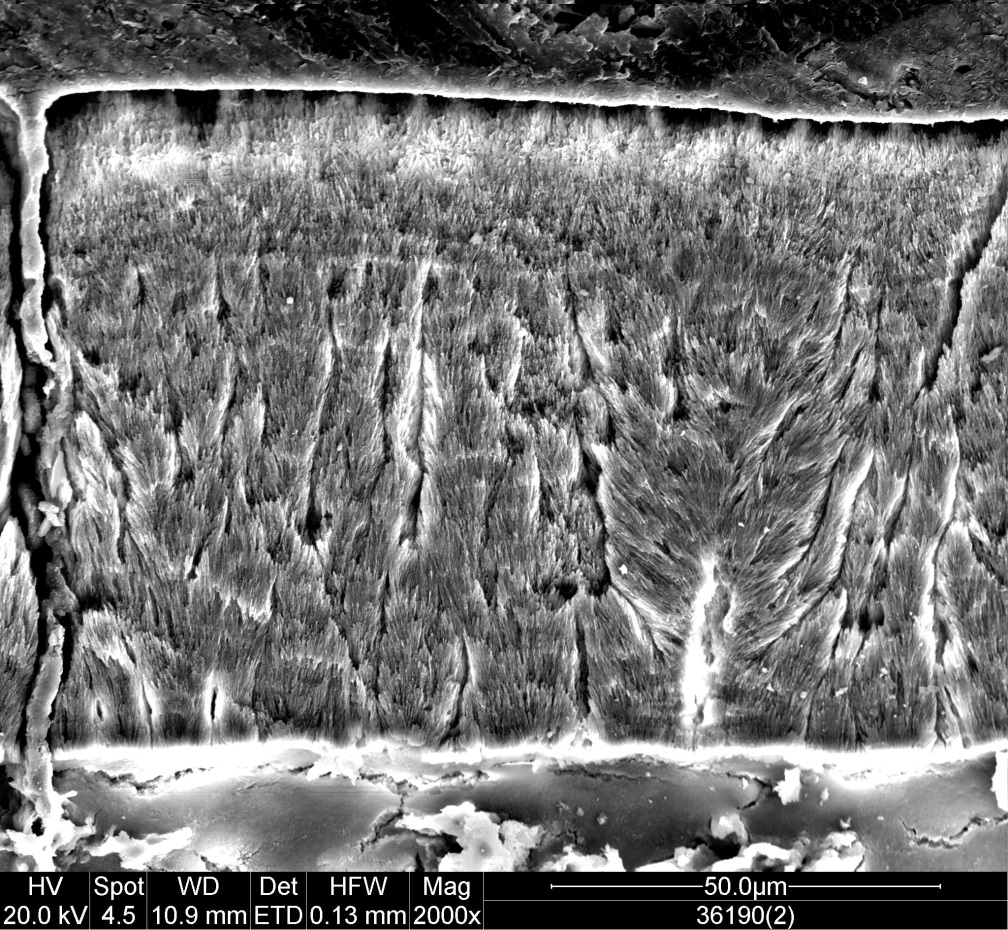 HV Spot WD Det HFW Mag 50.0µm
20.0 kV 4.5 10.9 mm ETD 0.13 mm 2000x 36190(2)